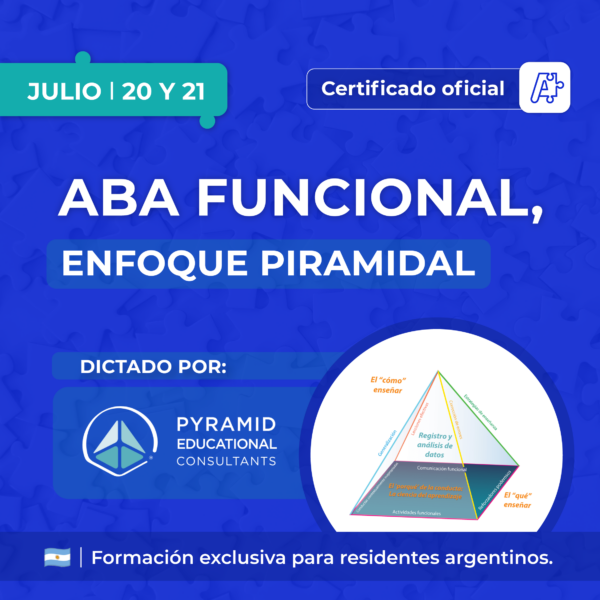 JULIO | 20 Y 21
Certificado oficial
ABA FUNCIONAL,
ENFOQUE PIRAMIDAL
DICTADO POR:
PYRAMID
EDUCATIONAL
CONSULTANTS
El "cómo"
enseñar
Generalización
Registro y
análisis de
datos
Comunicación funcional
Actividades funcionales
El "qué"
enseñar
Formación exclusiva para residentes argentinos.